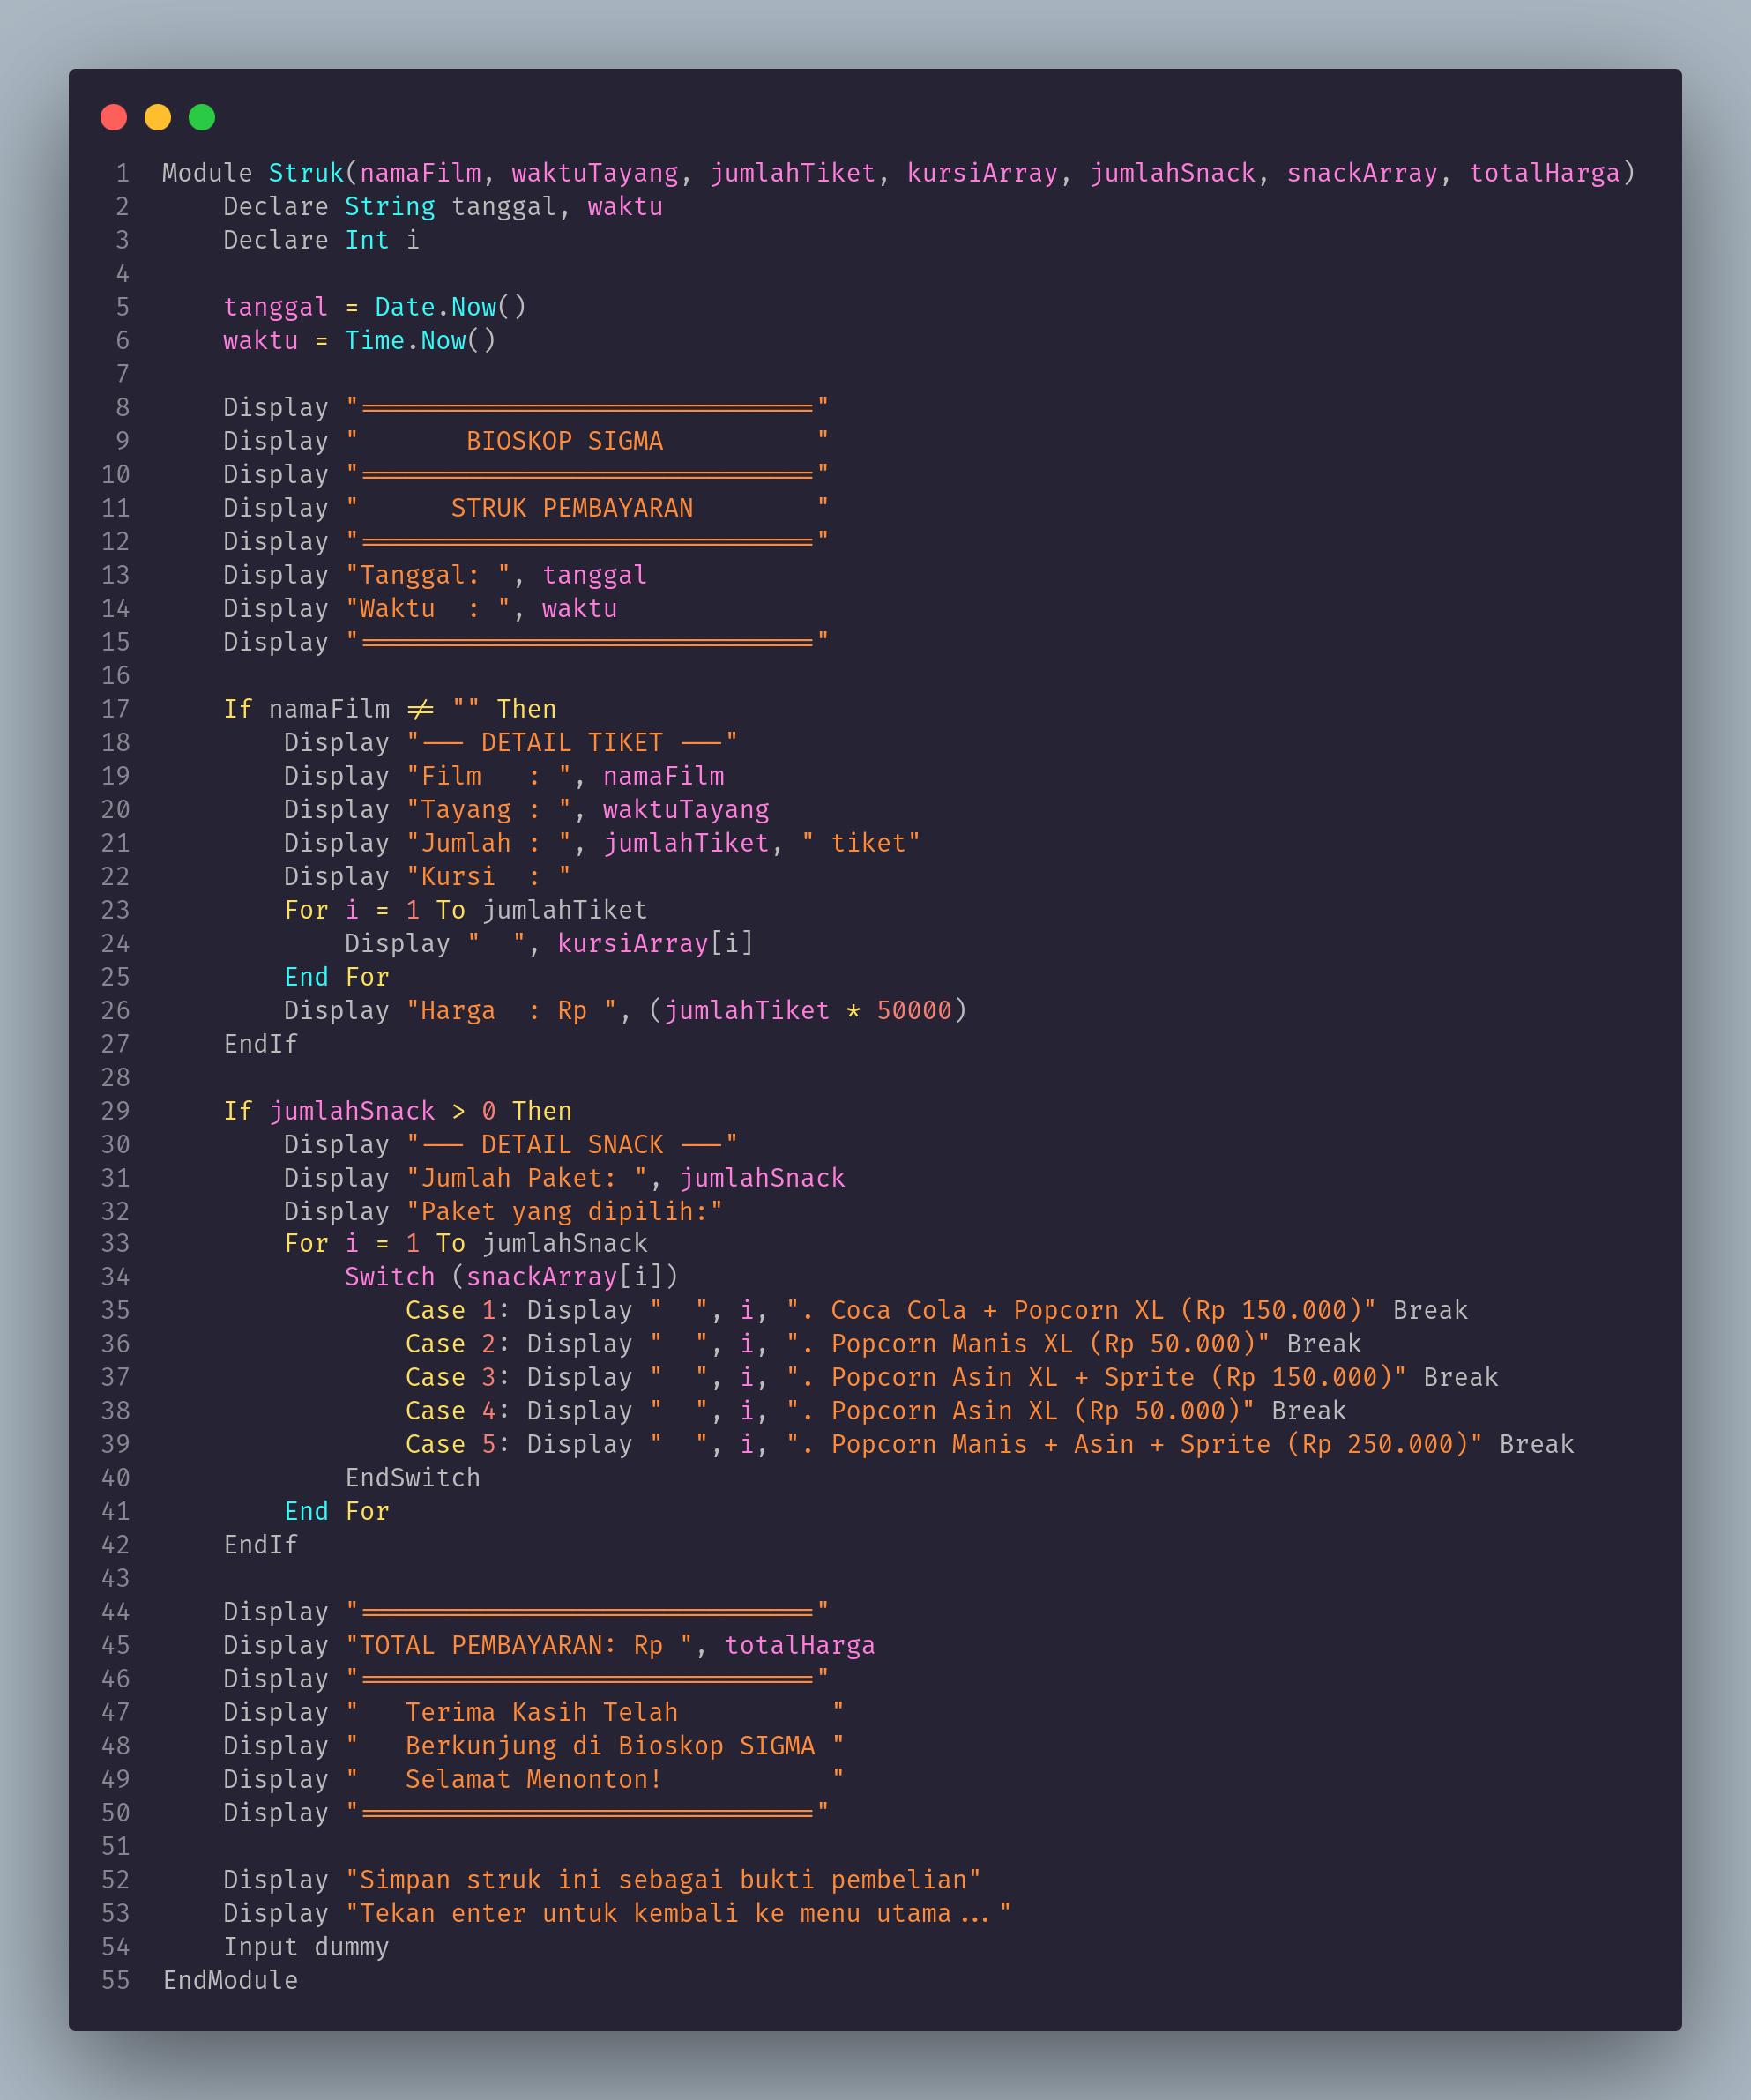 1 Module Struk(namaFilm, waktuTayang, jumlahTiket, kursiArray, jumlahSnack, snackArray, totalHarga)
2     Declare String tanggal, waktu
3     Declare Int i
4
5     tanggal = Date.Now()
6     waktu = Time.Now()
7
8     Display "=============================="
9     Display "       BIOSKOP SIGMA          "
10     Display "=============================="
11     Display "      STRUK PEMBAYARAN        "
12     Display "=============================="
13     Display "Tanggal: ", tanggal
14     Display "Waktu  : ", waktu
15     Display "=============================="
16
17     If namaFilm != "" Then
18         Display "--- DETAIL TIKET ---"
19         Display "Film   : ", namaFilm
20         Display "Tayang : ", waktuTayang
21         Display "Jumlah : ", jumlahTiket, " tiket"
22         Display "Kursi  : "
23         For i = 1 To jumlahTiket
24             Display "  ", kursiArray[i]
25         End For
26         Display "Harga  : Rp ", (jumlahTiket * 50000)
27     EndIf
28
29     If jumlahSnack > 0 Then
30         Display "--- DETAIL SNACK ---"
31         Display "Jumlah Paket: ", jumlahSnack
32         Display "Paket yang dipilih:"
33         For i = 1 To jumlahSnack
34             Switch (snackArray[i])
35                 Case 1: Display "  ", i, ". Coca Cola + Popcorn XL (Rp 150.000)" Break
36                 Case 2: Display "  ", i, ". Popcorn Manis XL (Rp 50.000)" Break
37                 Case 3: Display "  ", i, ". Popcorn Asin XL + Sprite (Rp 150.000)" Break
38                 Case 4: Display "  ", i, ". Popcorn Asin XL (Rp 50.000)" Break
39                 Case 5: Display "  ", i, ". Popcorn Manis + Asin + Sprite (Rp 250.000)" Break
40             EndSwitch
41         End For
42     EndIf
43
44     Display "=============================="
45     Display "TOTAL PEMBAYARAN: Rp ", totalHarga
46     Display "=============================="
47     Display "   Terima Kasih Telah          "
48     Display "   Berkunjung di Bioskop SIGMA "
49     Display "   Selamat Menonton!           "
50     Display "=============================="
51
52     Display "Simpan struk ini sebagai bukti pembelian"
53     Display "Tekan enter untuk kembali ke menu utama..."
54     Input dummy
55 EndModule